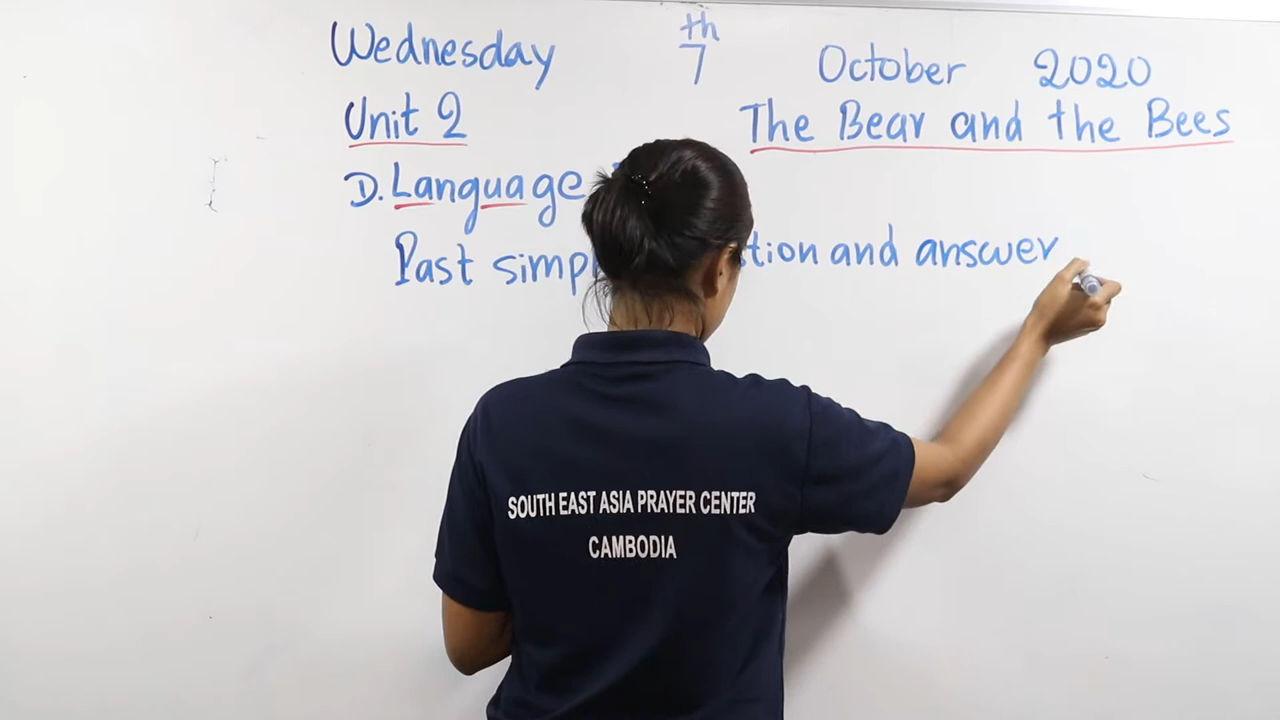 Wednesday 7th October 2020
Unit 2 The Bear and the Bees
D. Language
Past simp tion and answer
SOUTH EAST ASIA PRAYER CENTER
CAMBODIA